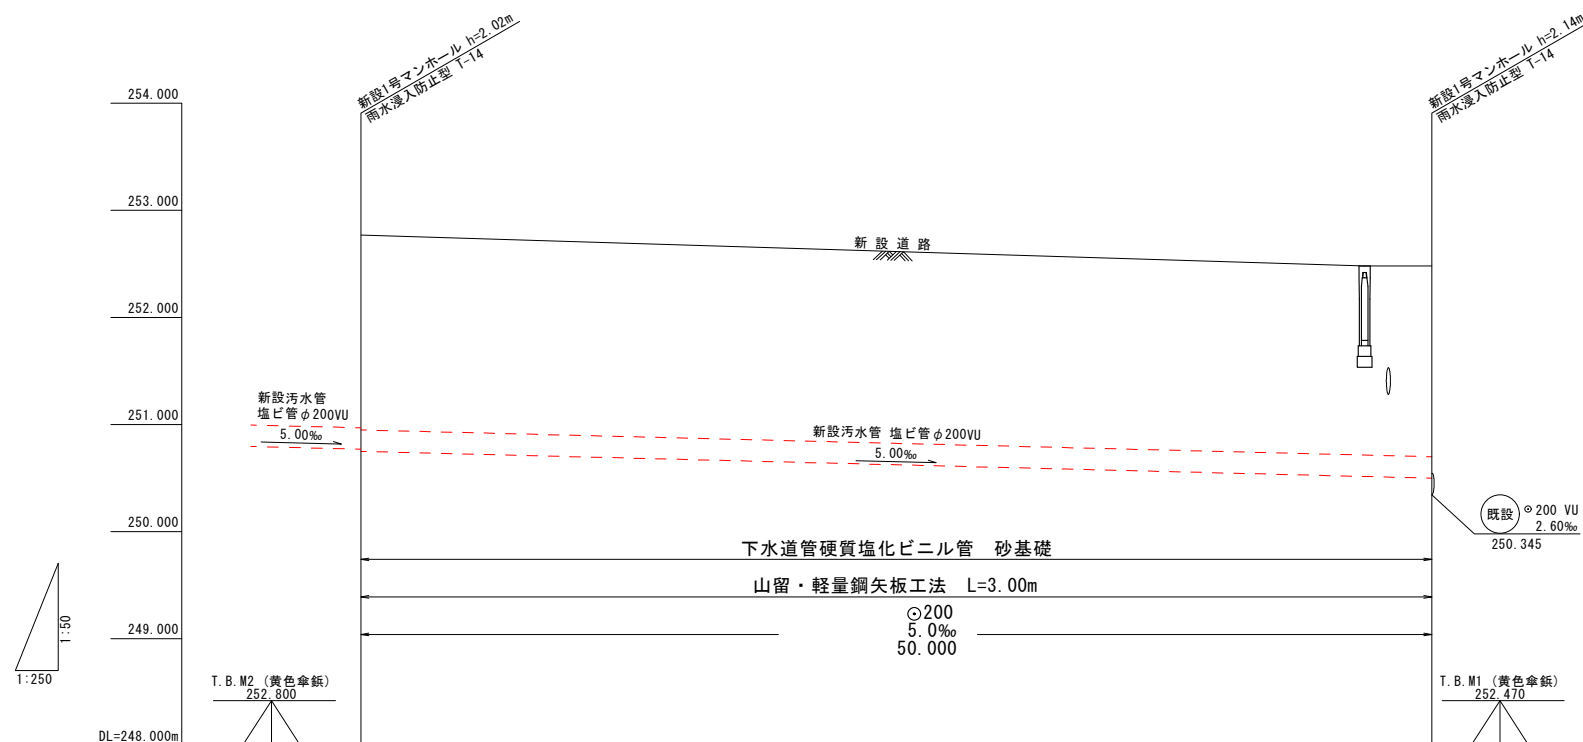 新設1号マンホール h=2.02m
雨水浸入防止型 T-14
新設1号マンホール h=2.14m
雨水浸入防止型 T-14
254.000
253.000
252.000
251.000
250.000
249.000
DL=248.000m
新設道路
新設汚水管
塩ビ管φ200VU
5.00‰
新設汚水管 塩ビ管φ200VU
5.00‰
既設
⊙200 VU
2.60‰
250.345
下水道管硬質塩化ビニル管 砂基礎
山留・軽量鋼矢板工法 L=3.00m
⊙200
5.0‰
50.000
1:50
1:250
T.B.M2 (黄色傘鋲)
252.800
T.B.M1 (黄色傘鋲)
252.470